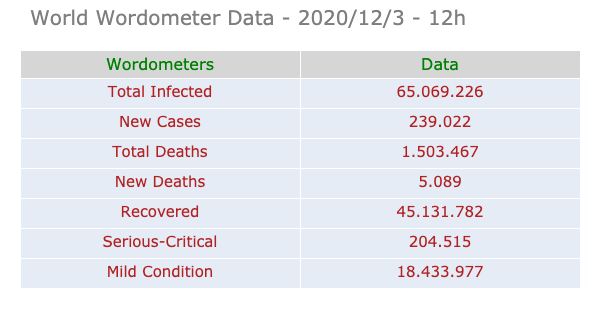 World Wordometer Data - 2020/12/3 - 12h
Wordometers Data
Total Infected 65.069.226
New Cases 239.022
Total Deaths 1.503.467
New Deaths 5.089
Recovered 45.131.782
Serious-Critical 204.515
Mild Condition 18.433.977